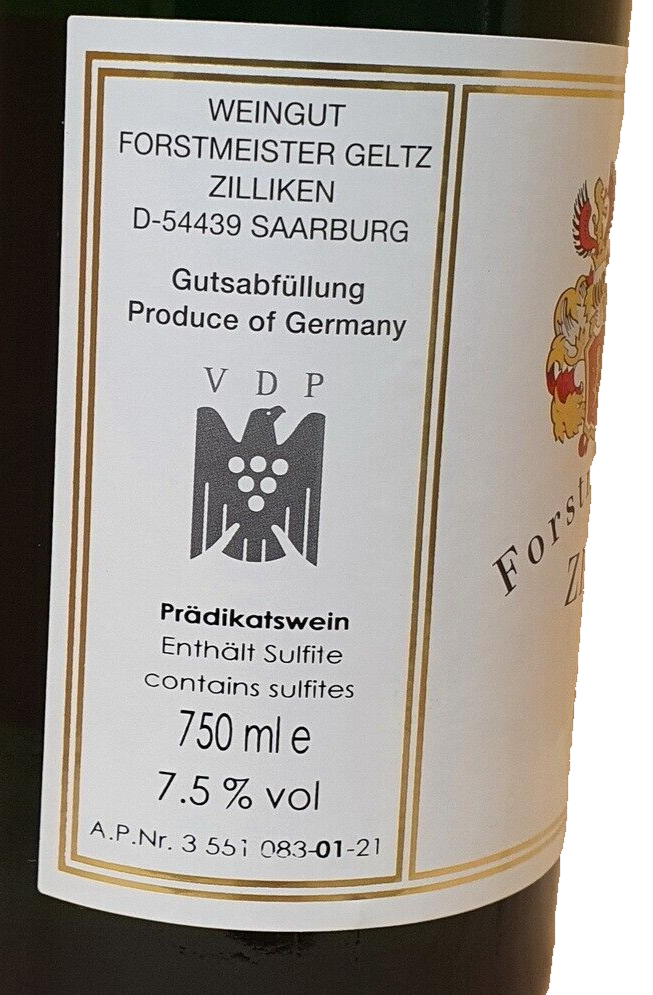 WEINGUT
FORSTMEISTER GELTZ
ZILLIKEN
D-54439 SAARBURG
Gutsabfüllung
Produce of Germany
V D P
Prädikatswein
Enthält Sulfite
contains sulfites
750 ml e
7.5 % vol
A.P.Nr. 3 551 083-01-21